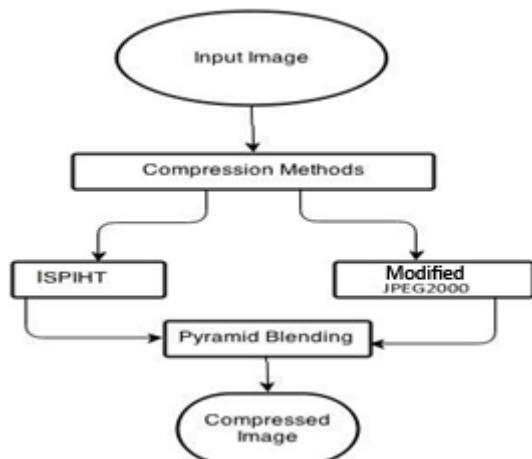 Input Image
Compression Methods
ISPIHT
Modified
JPEG2000
Pyramid Blending
Compressed
Image